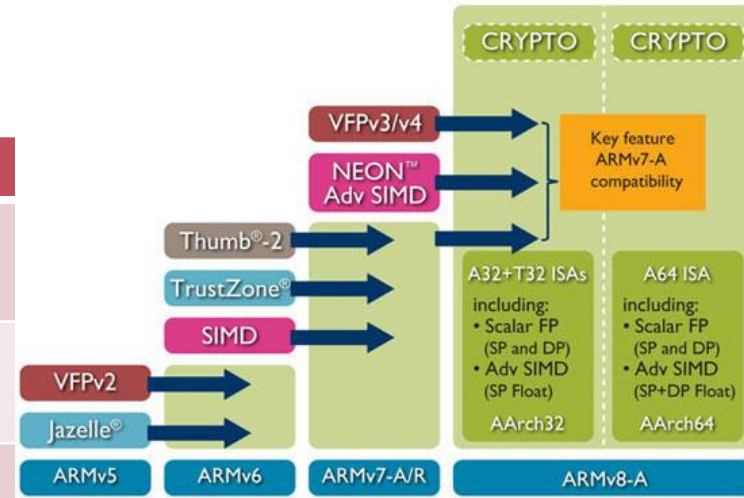 CRYPTO
CRYPTO
VFPv3/v4
Key feature
ARMv7-A
compatibility
NEON™
Adv SIMD
Thumb®-2
TrustZone®
SIMD
A32+T32 ISAs
including:
• Scalar FP
(SP and DP)
• Adv SIMD
(SP Float)
AArch32
A64 ISA
including:
• Scalar FP
(SP and DP)
• Adv SIMD
(SP+DP Float)
AArch64
VFPv2
Jazelle®
ARMv5
ARMv6
ARMv7-A/R
ARMv8-A